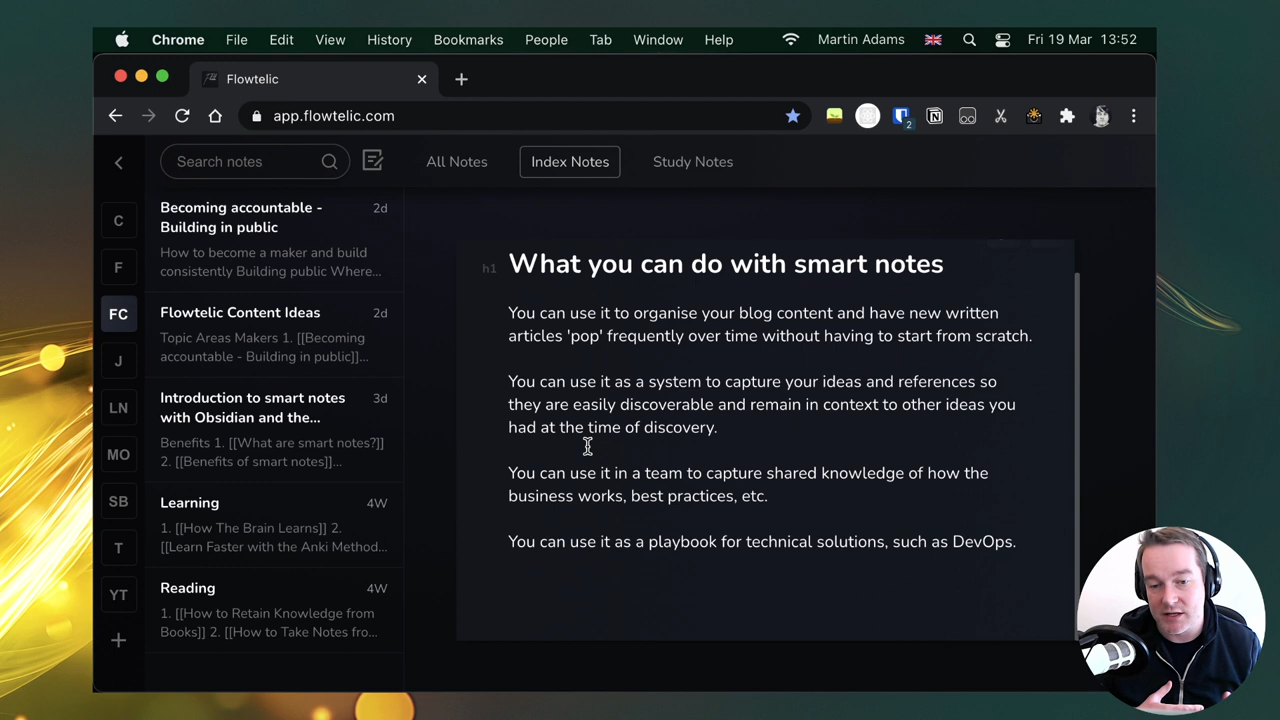 Chrome File Edit View History Bookmarks People Tab Window Help Martin Adams Fri 19 Mar 13:52
Flowtelic
app.flowtelic.com
2
Search notes All Notes Index Notes Study Notes
C
F
FC
J
LN
MO
SB
T
YT
Becoming accountable - 2d
Building in public
How to become a maker and build
consistently Building public Where...
Flowtelic Content Ideas 2d
Topic Areas Makers 1. [[Becoming
accountable - Building in public]]...
Introduction to smart notes 3d
with Obsidian and the...
Benefits 1. [[What are smart notes?]]
2. [[Benefits of smart notes]]...
Learning 4W
1. [[How The Brain Learns]] 2.
[[Learn Faster with the Anki Method...
Reading 4W
1. [[How to Retain Knowledge from
Books]] 2. [[How to Take Notes fro...
h1 What you can do with smart notes
You can use it to organise your blog content and have new written
articles 'pop' frequently over time without having to start from scratch.
You can use it as a system to capture your ideas and references so
they are easily discoverable and remain in context to other ideas you
had at the time of discovery.
You can use it in a team to capture shared knowledge of how the
business works, best practices, etc.
You can use it as a playbook for technical solutions, such as DevOps.